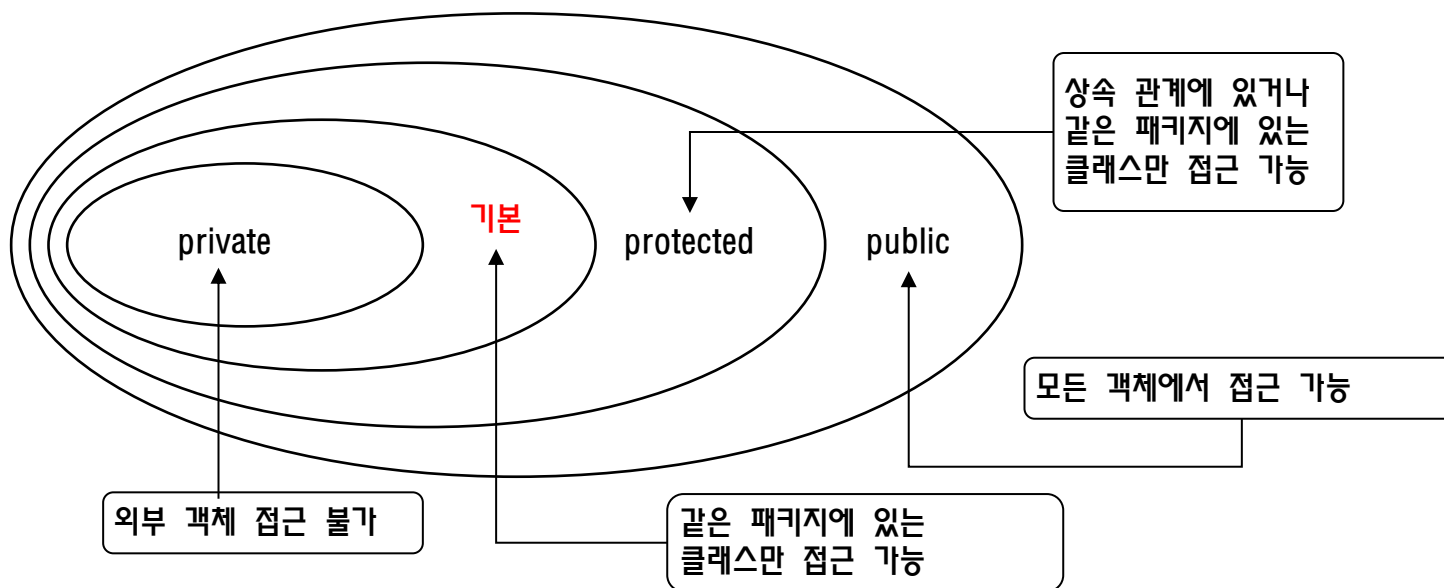 상속 관계에 있거나
같은 패키지에 있는
클래스만 접근 가능
private
기본
protected
public
모든 객체에서 접근 가능
외부 객체 접근 불가
같은 패키지에 있는
클래스만 접근 가능